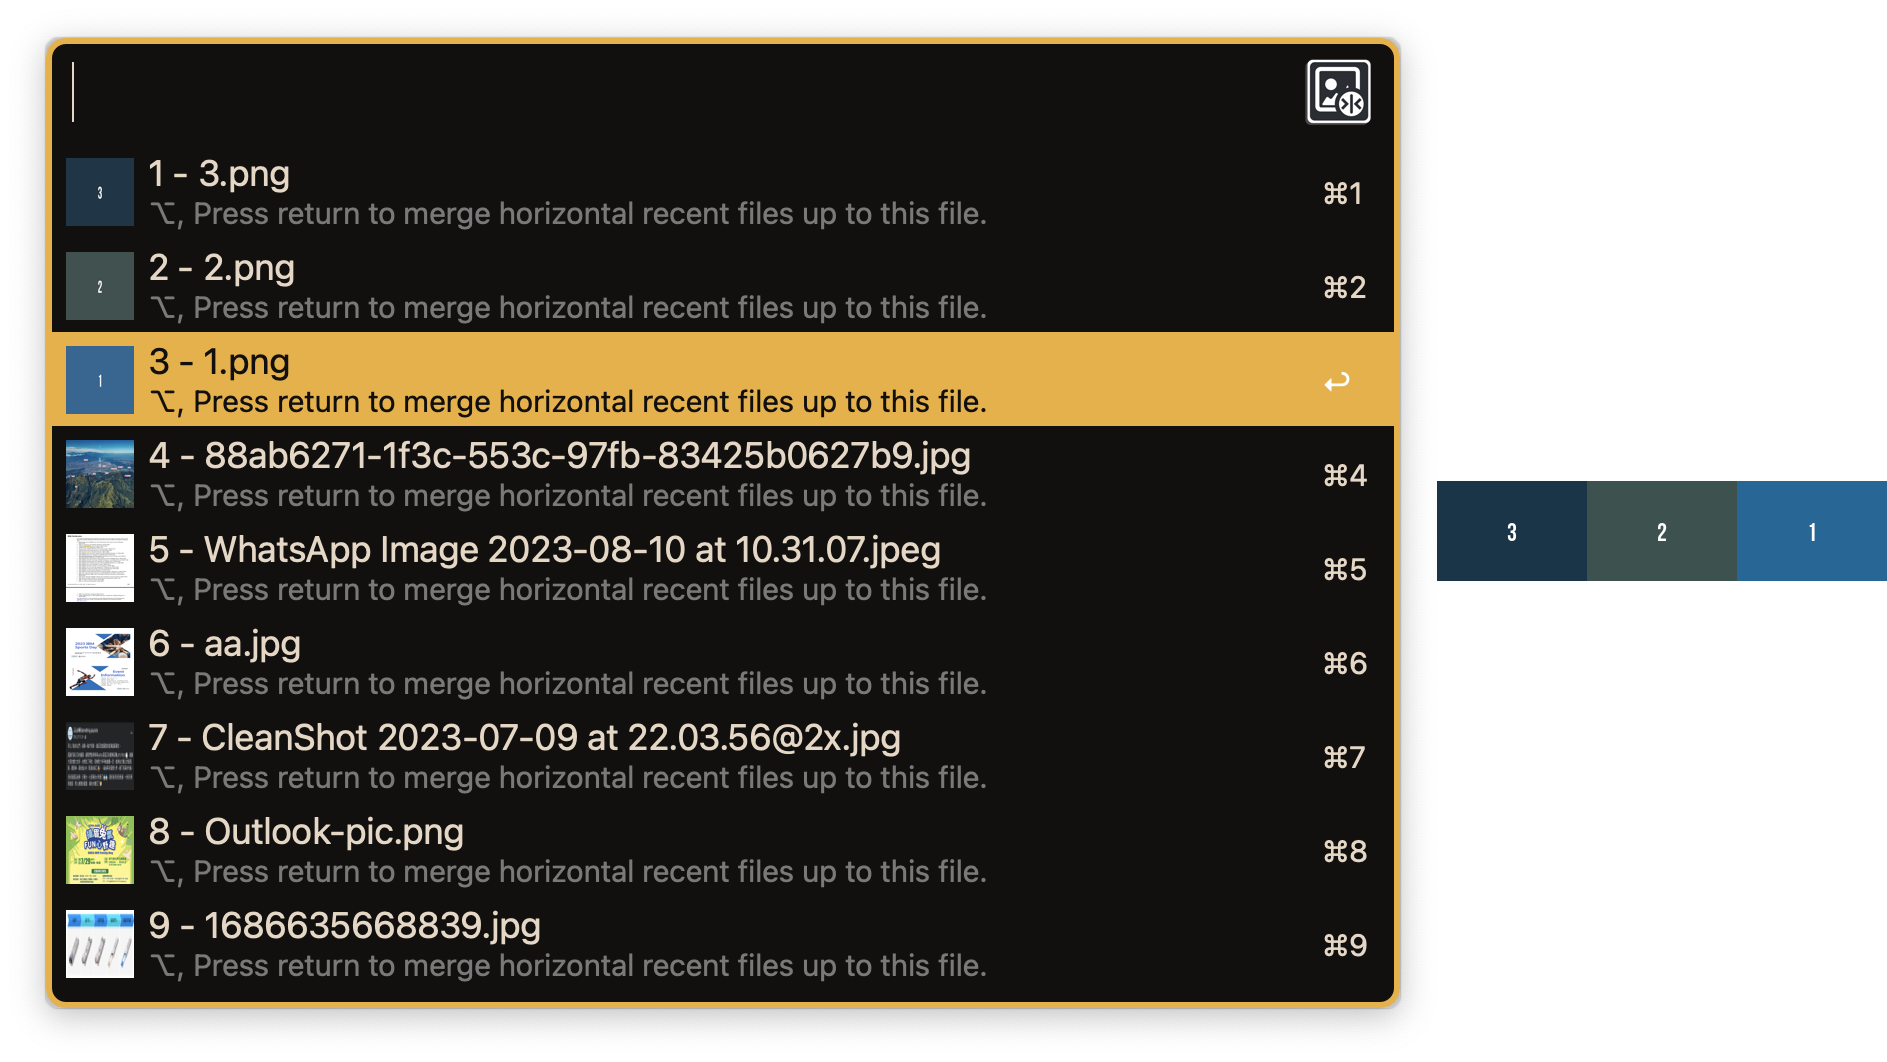 3
1 - 3.png
⌥, Press return to merge horizontal recent files up to this file.
⌘1
2
2 - 2.png
⌥, Press return to merge horizontal recent files up to this file.
⌘2
1
3 - 1.png
⌥, Press return to merge horizontal recent files up to this file.
↩
4 - 88ab6271-1f3c-553c-97fb-83425b0627b9.jpg
⌥, Press return to merge horizontal recent files up to this file.
⌘4
5 - WhatsApp Image 2023-08-10 at 10.31.07.jpeg
⌥, Press return to merge horizontal recent files up to this file.
⌘5
6 - aa.jpg
⌥, Press return to merge horizontal recent files up to this file.
⌘6
7 - CleanShot 2023-07-09 at 22.03.56@2x.jpg
⌥, Press return to merge horizontal recent files up to this file.
⌘7
8 - Outlook-pic.png
⌥, Press return to merge horizontal recent files up to this file.
⌘8
9 - 1686635668839.jpg
⌥, Press return to merge horizontal recent files up to this file.
⌘9
3 2 1